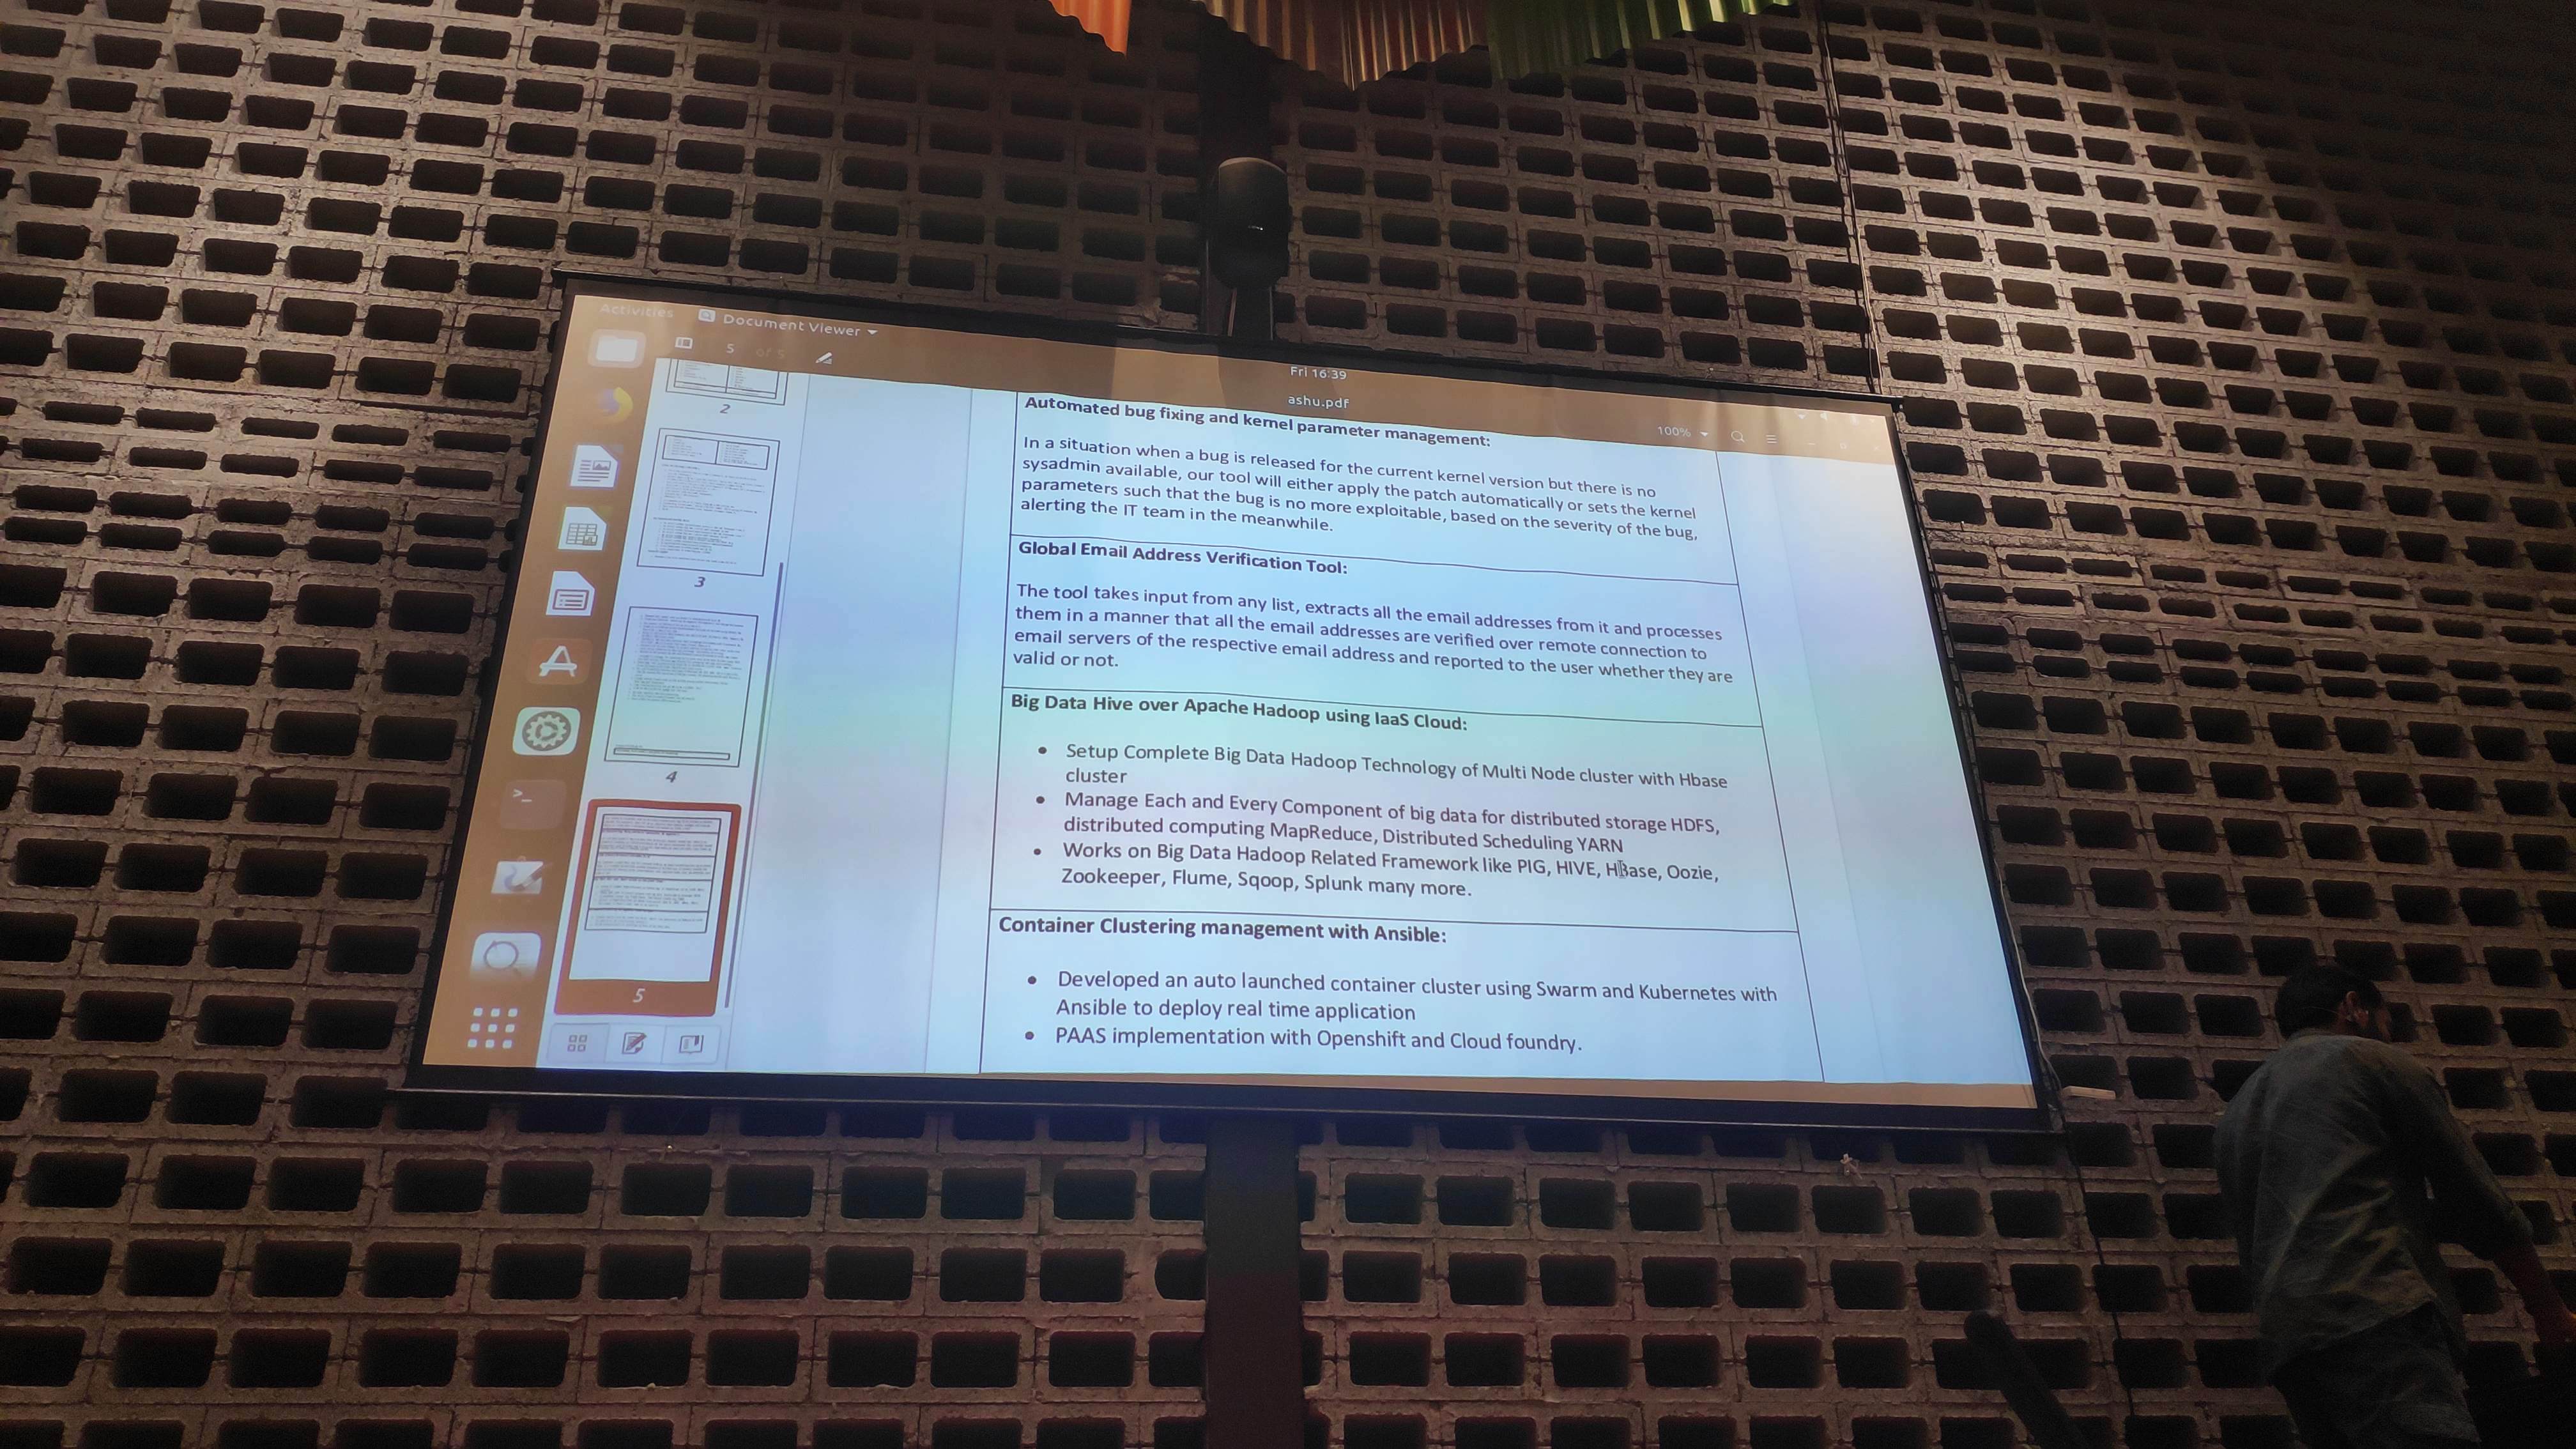 Activities Document Viewer
Fri 16:39
5 of 5
ashu.pdf
100%
2
3
4
5
Automated bug fixing and kernel parameter management:
In a situation when a bug is released for the current kernel version but there is no
sysadmin available, our tool will either apply the patch automatically or sets the kernel
parameters such that the bug is no more exploitable, based on the severity of the bug,
alerting the IT team in the meanwhile.
Global Email Address Verification Tool:
The tool takes input from any list, extracts all the email addresses from it and processes
them in a manner that all the email addresses are verified over remote connection to
email servers of the respective email address and reported to the user whether they are
valid or not.
Big Data Hive over Apache Hadoop using IaaS Cloud:
• Setup Complete Big Data Hadoop Technology of Multi Node cluster with Hbase
cluster
• Manage Each and Every Component of big data for distributed storage HDFS,
distributed computing MapReduce, Distributed Scheduling YARN
• Works on Big Data Hadoop Related Framework like PIG, HIVE, HBase, Oozie,
Zookeeper, Flume, Sqoop, Splunk many more.
Container Clustering management with Ansible:
• Developed an auto launched container cluster using Swarm and Kubernetes with
Ansible to deploy real time application
• PAAS implementation with Openshift and Cloud foundry.